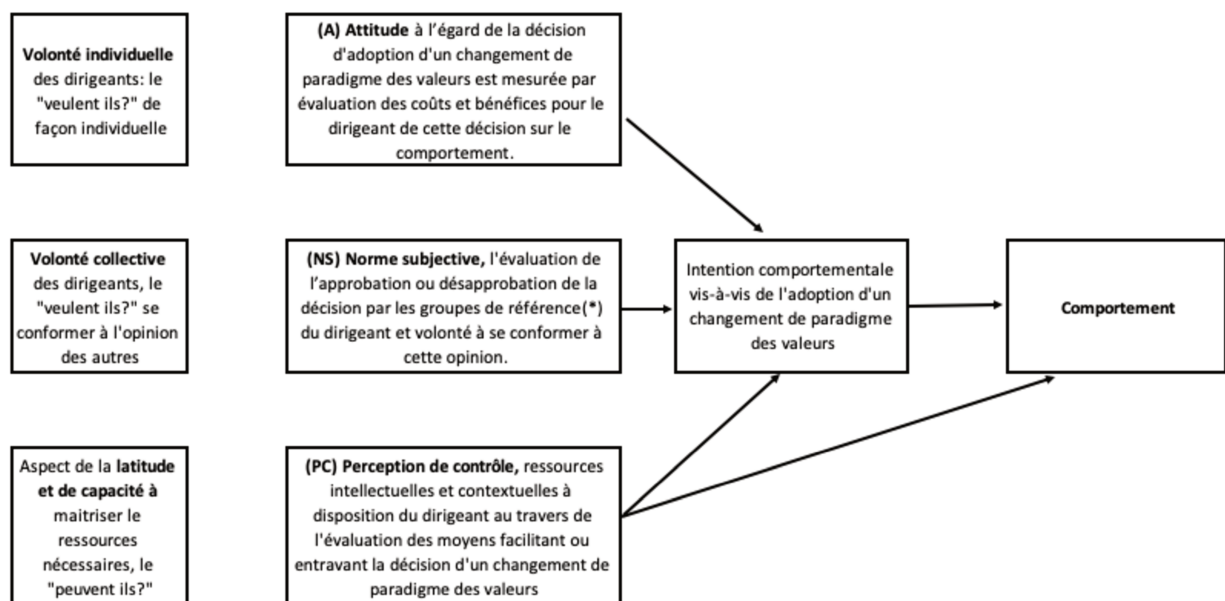 Volonté individuelle
des dirigeants: le
"veulent ils?" de
façon individuelle
(A) Attitude à l’égard de la décision
d'adoption d'un changement de
paradigme des valeurs est mesurée par
évaluation des coûts et bénéfices pour le
dirigeant de cette décision sur le
comportement.
Volonté collective
des dirigeants, le
"veulent ils?" se
conformer à l'opinion
des autres
(NS) Norme subjective, l'évaluation de
l’approbation ou désapprobation de la
décision par les groupes de référence(*)
du dirigeant et volonté à se conformer à
cette opinion.
Intention comportementale
vis-à-vis de l'adoption d'un
changement de paradigme
des valeurs
Comportement
Aspect de la latitude
et de capacité à
maitriser le
ressources
nécessaires, le
"peuvent ils?"
(PC) Perception de contrôle, ressources
intellectuelles et contextuelles à
disposition du dirigeant au travers de
l'évaluation des moyens facilitant ou
entravant la décision d'un changement de
paradigme des valeurs